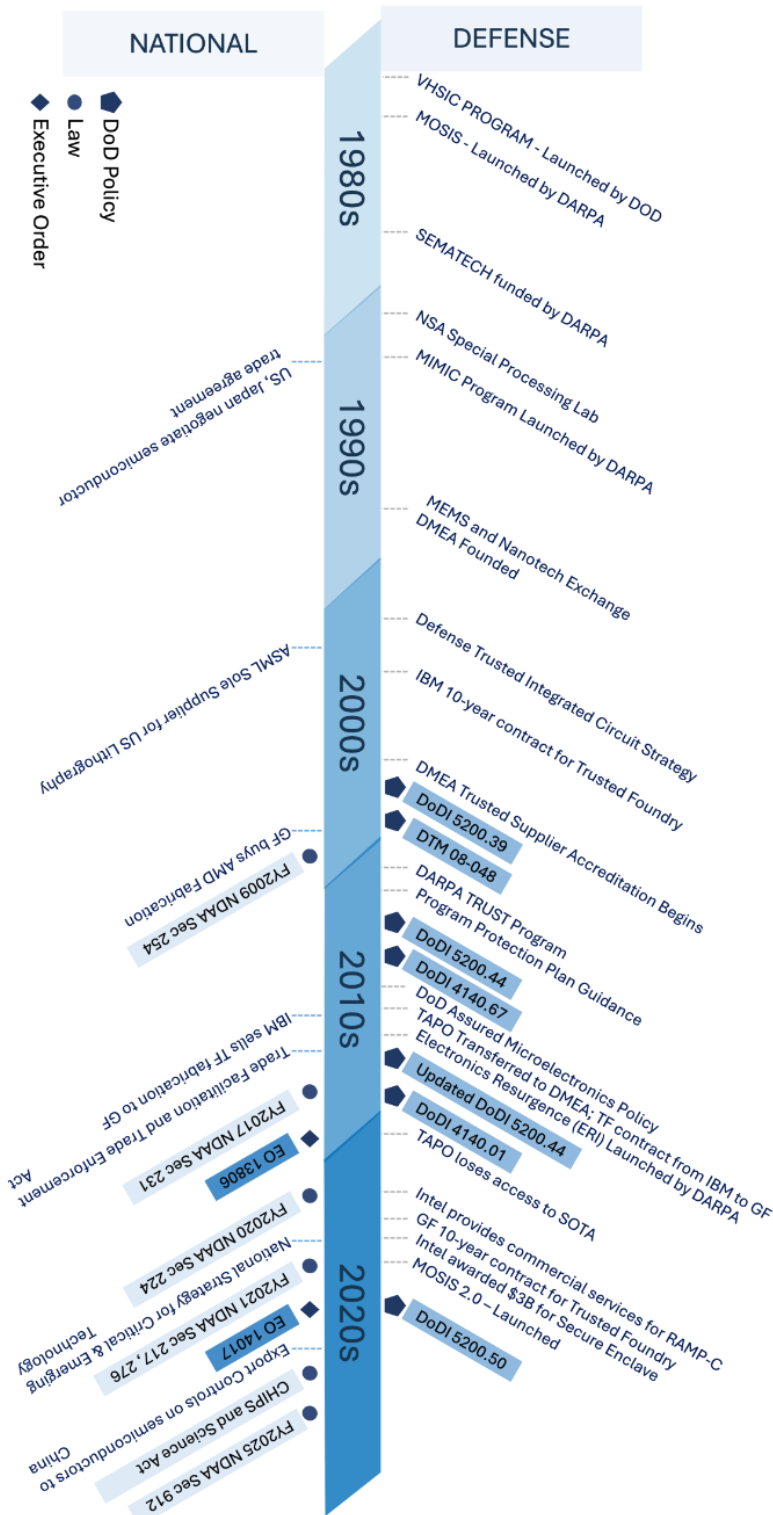 NATIONAL
DEFENSE
DoD Policy
Law
Executive Order
1980s
1990s
2000s
2010s
2020s
VHSIC PROGRAM - Launched by DOD
MOSIS - Launched by DARPA
SEMATECH funded by DARPA
NSA Special Processing Lab
MIMIC Program Launched by DARPA
MEMS and Nanotech Exchange
DMEA Founded
Defense Trusted Integrated Circuit Strategy
IBM 10-year contract for Trusted Foundry
DMEA Trusted Supplier Accreditation Begins
DoDI 5200.39
DTM 08-048
DARPA TRUST Program
Program Protection Plan Guidance
DoDI 5200.44
DoDI 4140.67
DoD Assured Microelectronics Policy
TAPO Transferred to DMEA; TF contract from IBM to GF
Electronics Resurgence (ERI) Launched by DARPA
Updated DoDI 5200.44
DoDI 4140.01
TAPO loses access to SOTA
Intel provides commercial services for RAMP-C
GF 10-year contract for Trusted Foundry
Intel awarded $3B for Secure Enclave
MOSIS 2.0 – Launched
DoDI 5200.50
US, Japan negotiate semiconductor
trade agreement
ASML Sole Supplier for US Lithography
GF buys AMD Fabrication
FY2009 NDAA Sec 254
IBM sells TF fabrication to GF
Trade Facilitation and Trade Enforcement
Act
FY2017 NDAA Sec 231
EO 13806
FY2020 NDAA Sec 224
National Strategy for Critical & Emerging
Technology
FY2021 NDAA Sec 217, 276
EO 14017
Export Controls on semiconductors to
China
CHIPS and Science Act
FY2025 NDAA Sec 912